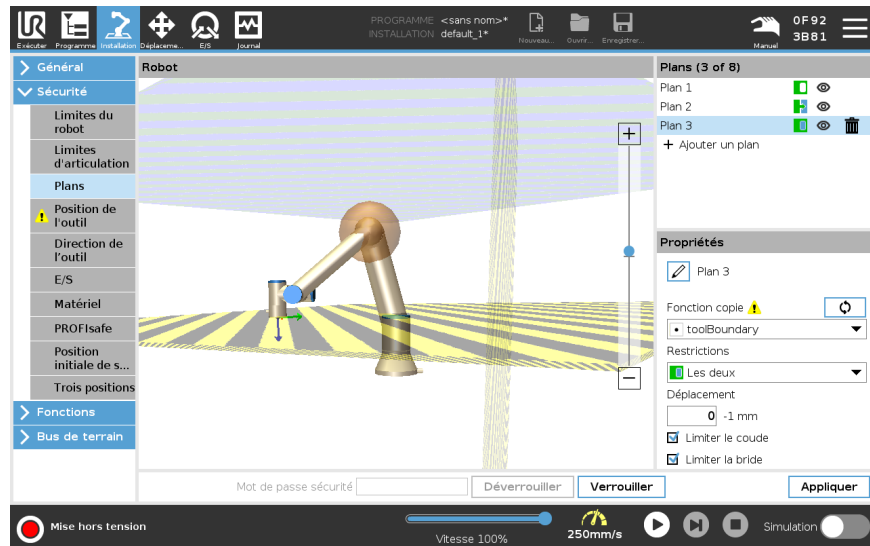 PROGRAMME <sans nom>*
INSTALLATION default_1*
Exécuter
Programme
Installation
Déplaceme...
E/S
Journal
Nouveau...
Ouvrir...
Enregistrer...
Manuel
0F92
3B81
Général
Sécurité
Limites du
robot
Limites
d'articulation
Plans
Position de
l'outil
Direction de
l'outil
E/S
Matériel
PROFIsafe
Position
initiale de s...
Trois positions
Fonctions
Bus de terrain
Robot
+
−
Plans (3 of 8)
Plan 1
Plan 2
Plan 3
+ Ajouter un plan
Propriétés
Plan 3
Fonction copie
toolBoundary
Restrictions
Les deux
Déplacement
0 -1 mm
Limiter le coude
Limiter la bride
Mot de passe sécurité
Déverrouiller
Verrouiller
Appliquer
Mise hors tension
Vitesse 100%
250mm/s
Simulation